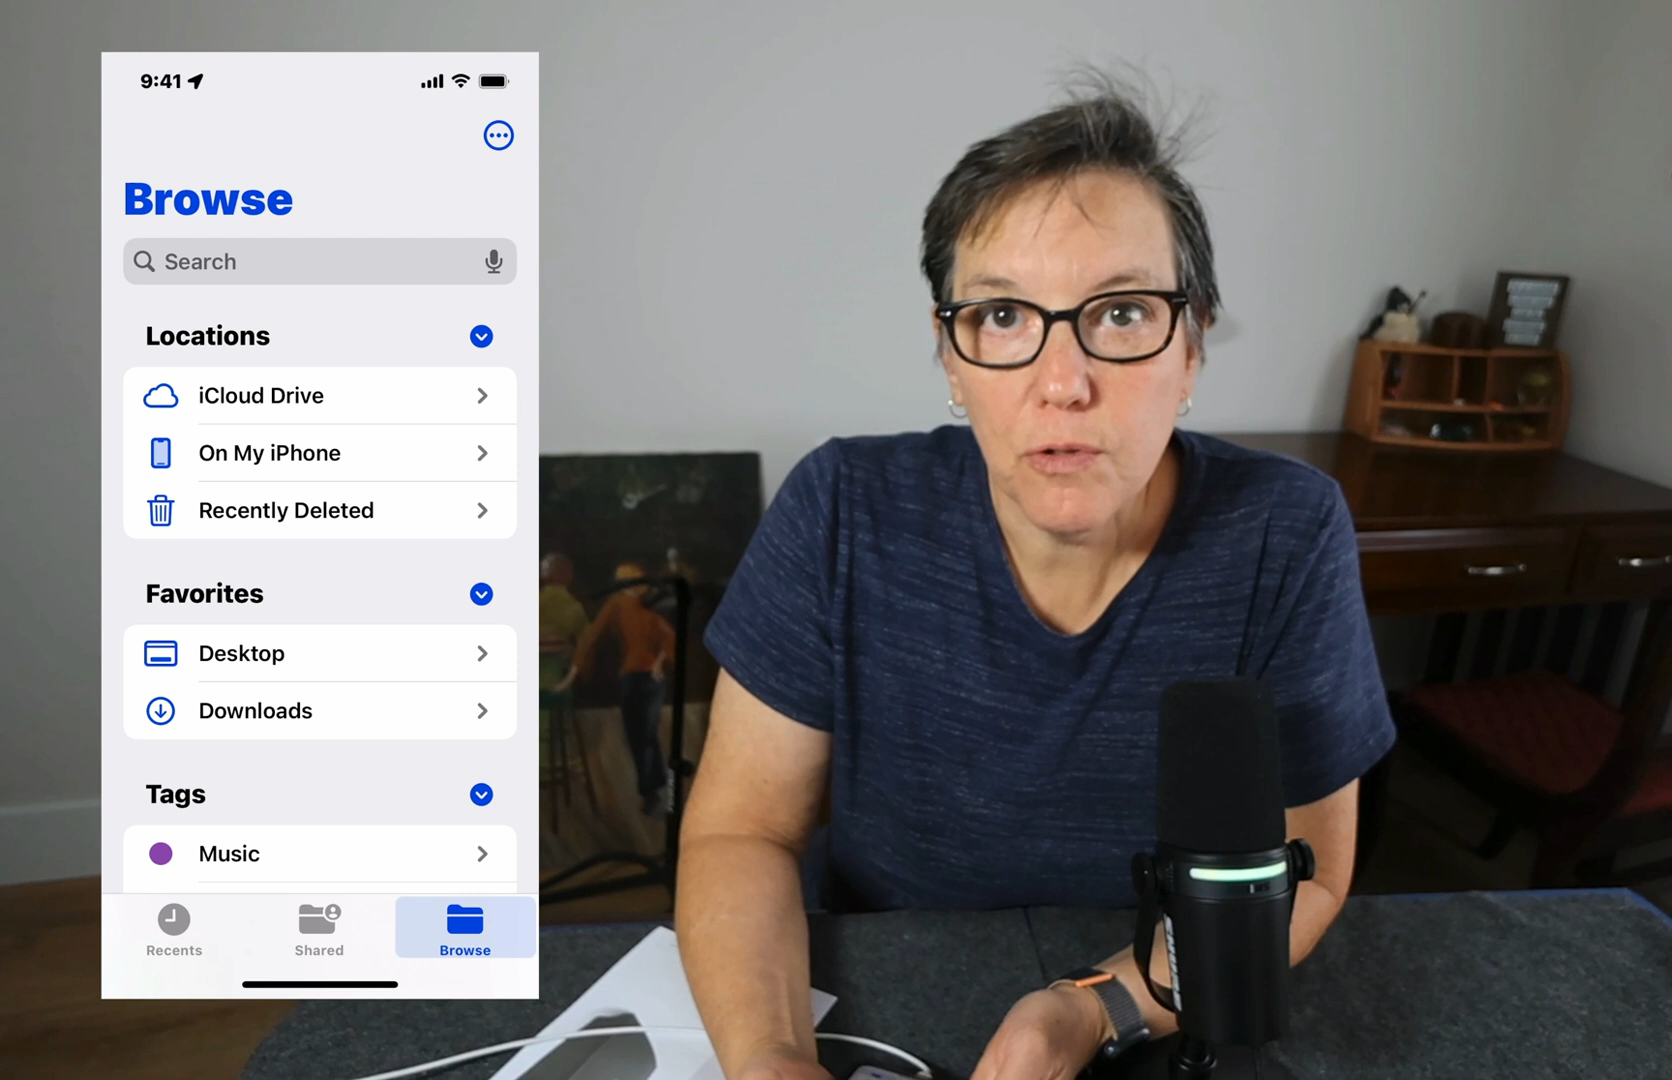 9:41
Browse
Search
Locations
iCloud Drive
On My iPhone
Recently Deleted
Favorites
Desktop
Downloads
Tags
Music
Recents
Shared
Browse
SHURE